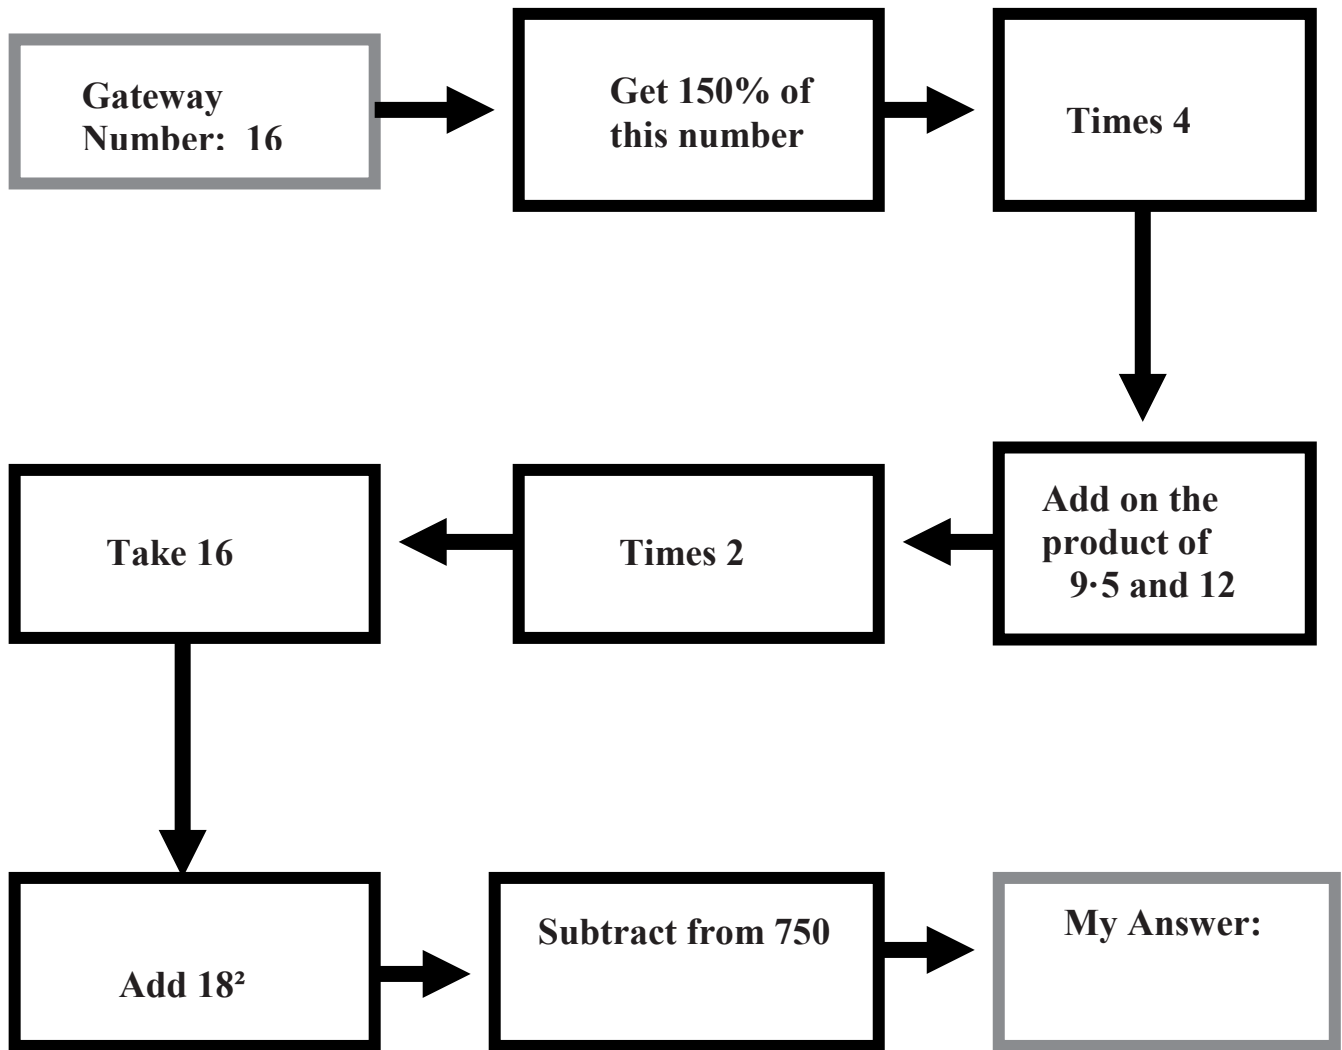 Gateway
Number: 16
Get 150% of
this number
Times 4
Add on the
product of
9·5 and 12
Times 2
Take 16
Add 18²
Subtract from 750
My Answer: